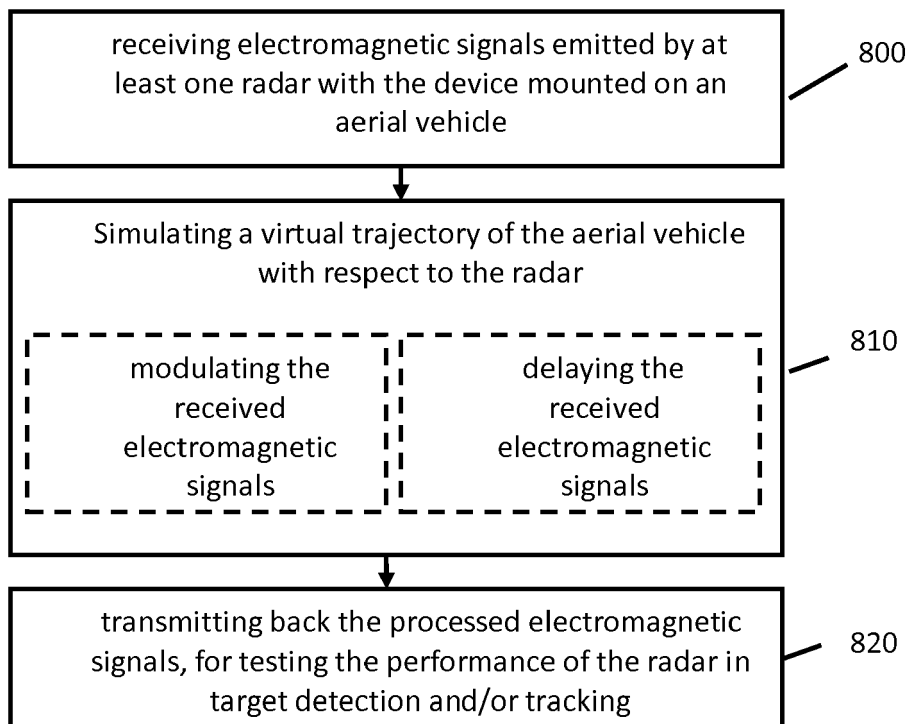 receiving electromagnetic signals emitted by at
least one radar with the device mounted on an
aerial vehicle
800
Simulating a virtual trajectory of the aerial vehicle
with respect to the radar
modulating the
received
electromagnetic
signals
delaying the
received
electromagnetic
signals
810
transmitting back the processed electromagnetic
signals, for testing the performance of the radar in
target detection and/or tracking
820